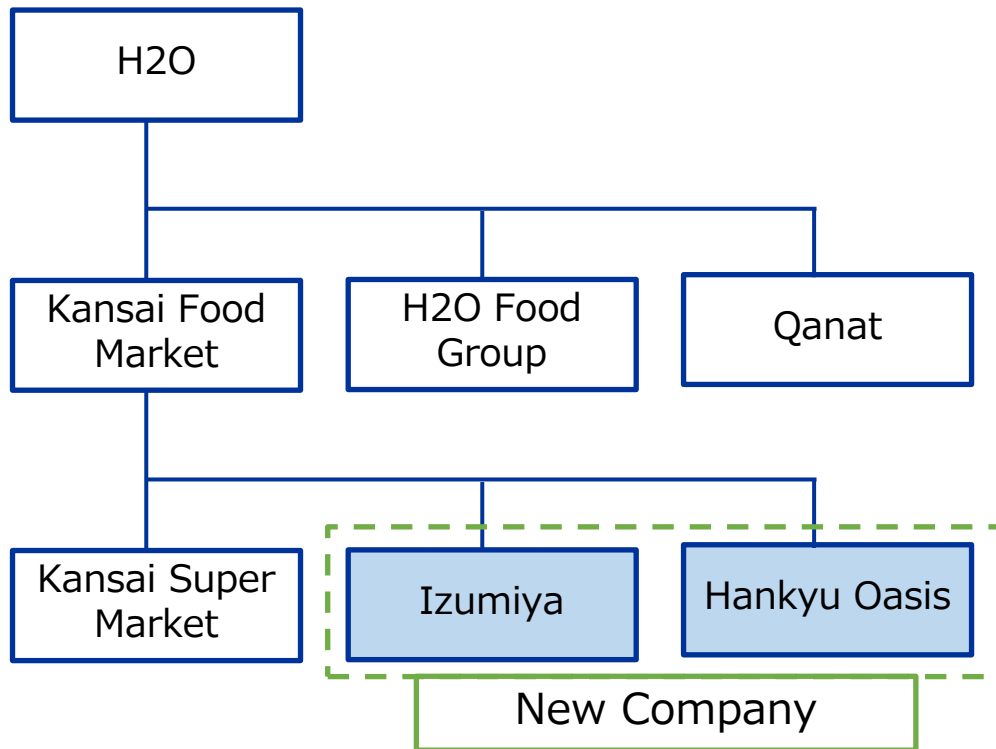 H2O
Kansai Food
Market
H2O Food
Group
Qanat
Kansai Super
Market
Izumiya
Hankyu Oasis
New Company